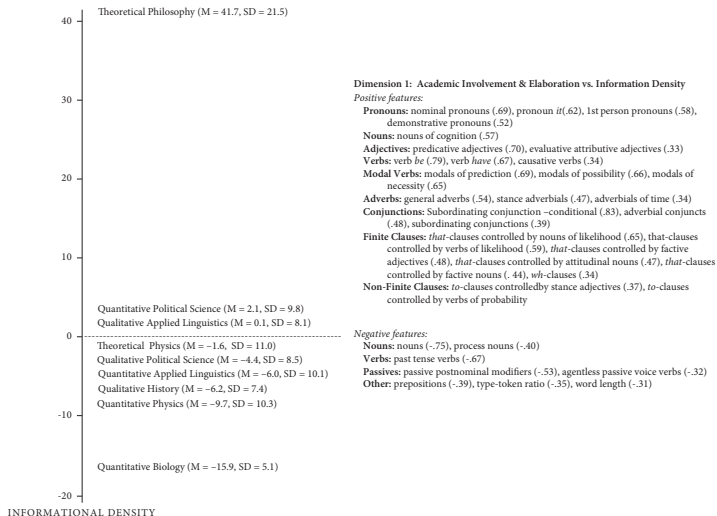 40
Theoretical Philosophy (M = 41.7, SD = 21.5)
30
20
10
Quantitative Political Science (M = 2.1, SD = 9.8)
Qualitative Applied Linguistics (M = 0.1, SD = 8.1)
0
Theoretical Physics (M = –1.6, SD = 11.0)
Qualitative Political Science (M = –4.4, SD = 8.5)
Quantitative Applied Linguistics (M = –6.0, SD = 10.1)
Qualitative History (M = –6.2, SD = 7.4)
Quantitative Physics (M = –9.7, SD = 10.3)
-10
Quantitative Biology (M = –15.9, SD = 5.1)
-20
INFORMATIONAL DENSITY
Dimension 1: Academic Involvement & Elaboration vs. Information Density
Positive features:
Pronouns: nominal pronouns (.69), pronoun it(.62), 1st person pronouns (.58),
demonstrative pronouns (.52)
Nouns: nouns of cognition (.57)
Adjectives: predicative adjectives (.70), evaluative attributive adjectives (.33)
Verbs: verb be (.79), verb have (.67), causative verbs (.34)
Modal Verbs: modals of prediction (.69), modals of possibility (.66), modals of
necessity (.65)
Adverbs: general adverbs (.54), stance adverbials (.47), adverbials of time (.34)
Conjunctions: Subordinating conjunction –conditional (.83), adverbial conjuncts
(.48), subordinating conjunctions (.39)
Finite Clauses: that-clauses controlled by nouns of likelihood (.65), that-clauses
controlled by verbs of likelihood (.59), that-clauses controlled by factive
adjectives (.48), that-clauses controlled by attitudinal nouns (.47), that-clauses
controlled by factive nouns (. 44), wh-clauses (.34)
Non-Finite Clauses: to-clauses controlledby stance adjectives (.37), to-clauses
controlled by verbs of probability
Negative features:
Nouns: nouns (-.75), process nouns (-.40)
Verbs: past tense verbs (-.67)
Passives: passive postnominal modifiers (-.53), agentless passive voice verbs (-.32)
Other: prepositions (-.39), type-token ratio (-.35), word length (-.31)